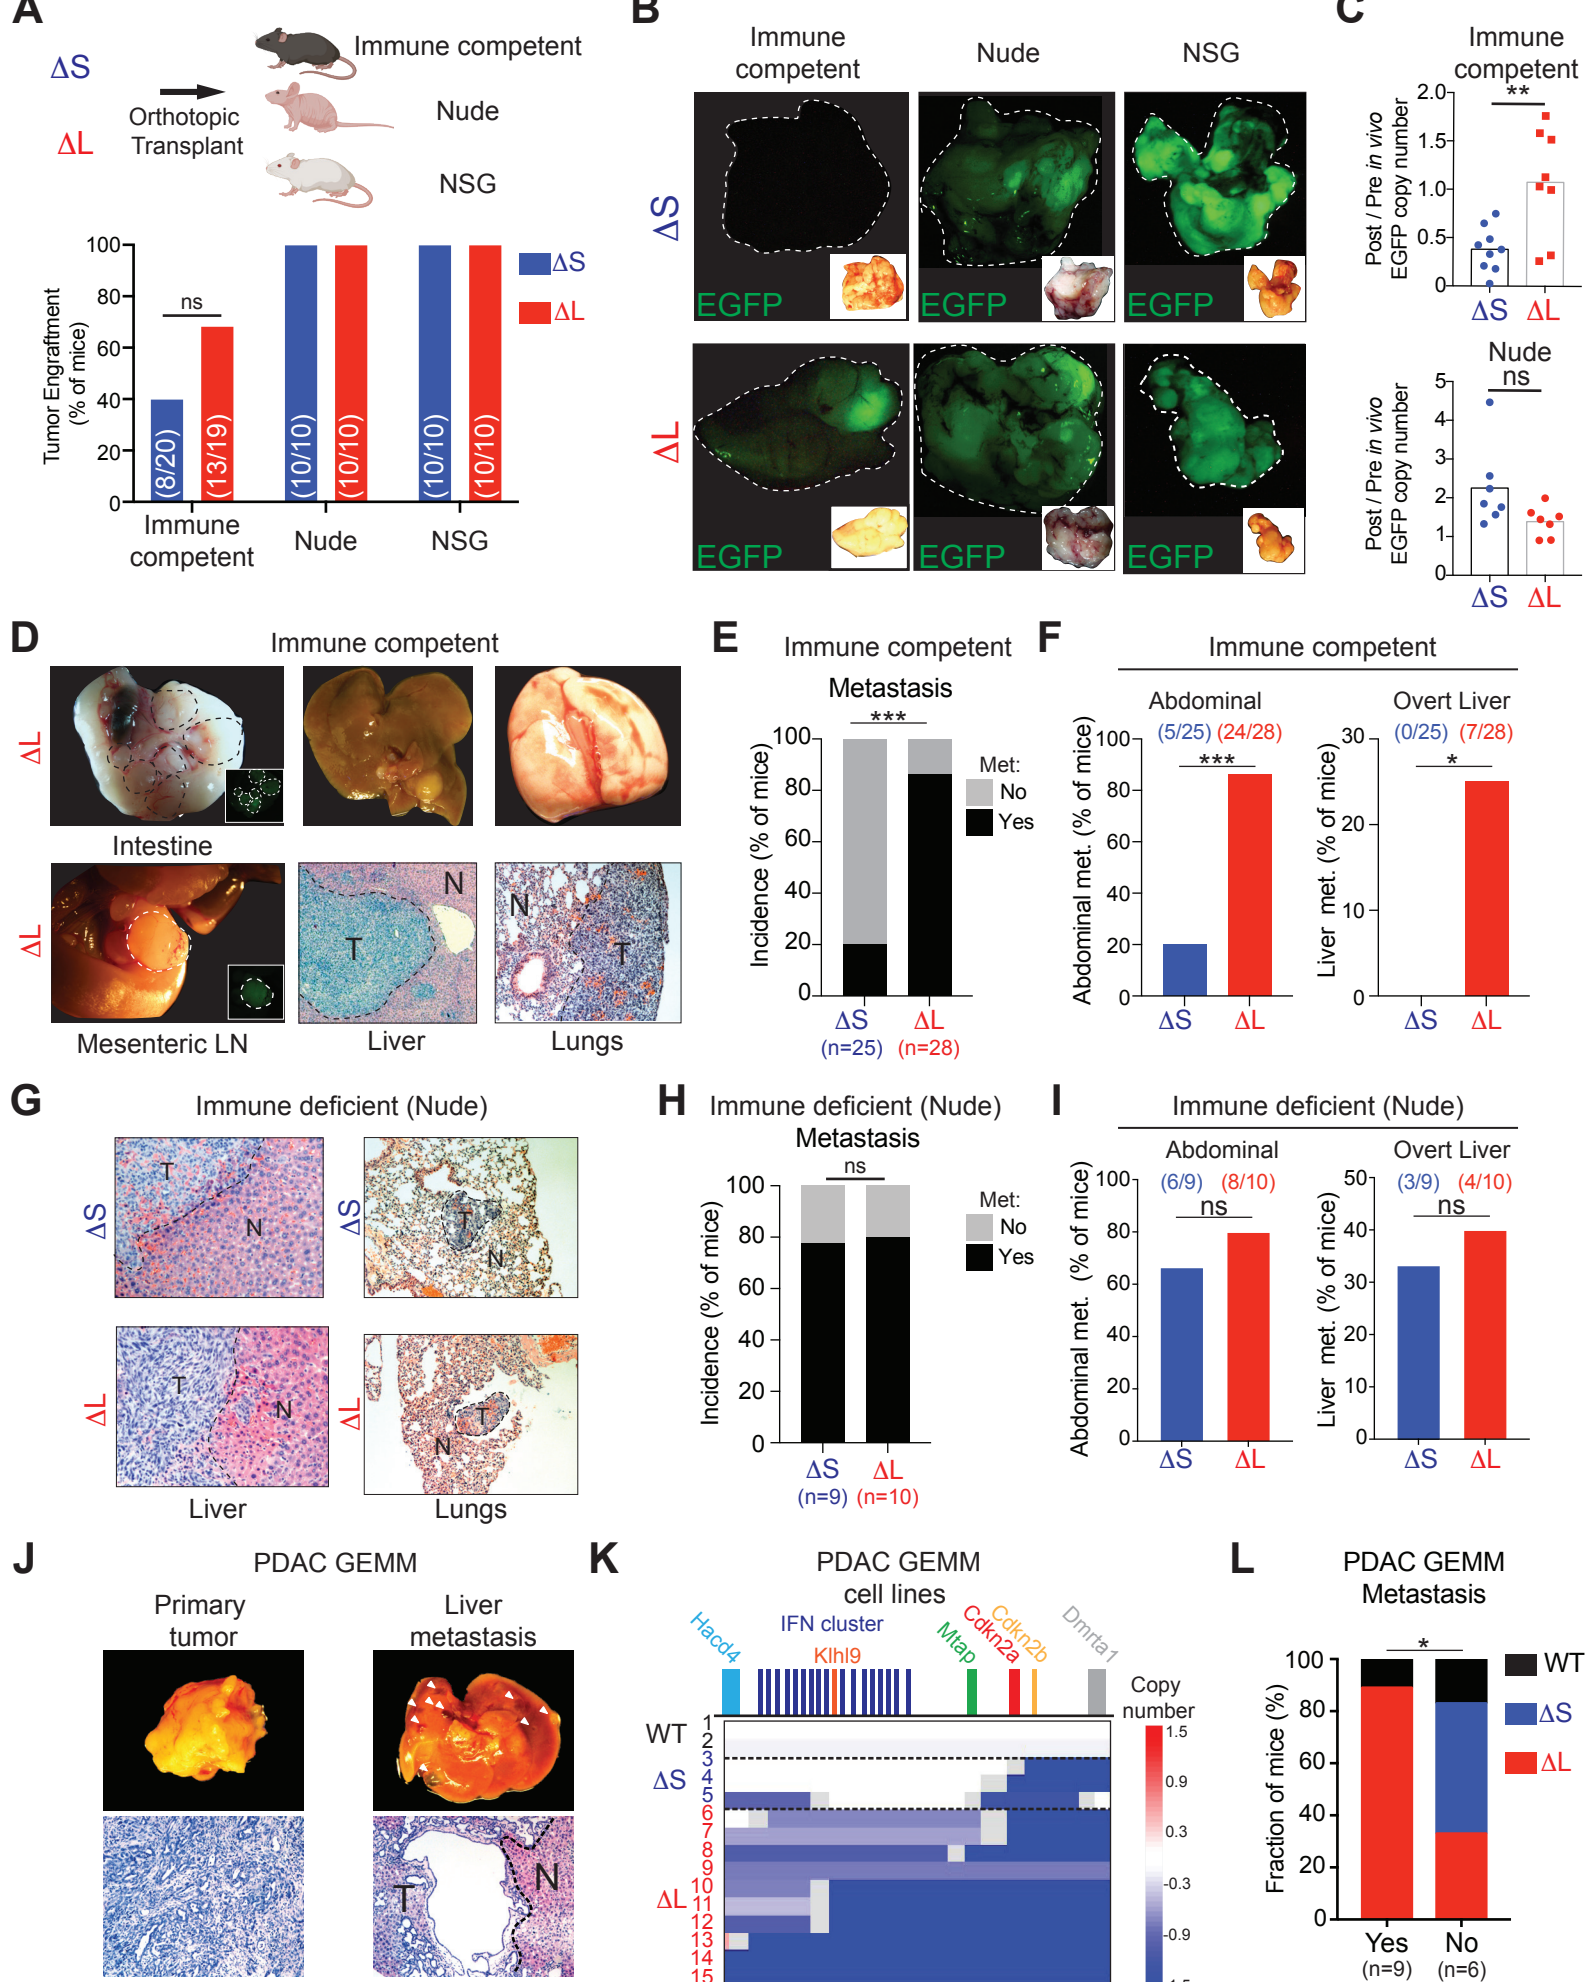 A
ΔS
ΔL
Orthotopic
Transplant
Immune competent
Nude
NSG
Tumor Engraftment
(% of mice)
100
80
60
40
20
0
ns
(8/20)
(13/19)
(10/10)
(10/10)
(10/10)
(10/10)
ΔS
ΔL
Immune
competent
Nude
NSG
B
Immune
competent
Nude
NSG
ΔS
EGFP
EGFP
EGFP
ΔL
EGFP
EGFP
EGFP
C
Immune
competent
Post / Pre in vivo
EGFP copy number
2.0
1.5
1.0
0.5
0
**
ΔS
ΔL
Nude
ns
Post / Pre in vivo
EGFP copy number
5
4
3
2
1
0
ΔS
ΔL
D
Immune competent
ΔL
Intestine
ΔL
T
N
N
T
Mesenteric LN
Liver
Lungs
E
Immune competent
Metastasis
***
Incidence (% of mice)
100
80
60
40
20
0
Met:
No
Yes
ΔS
ΔL
(n=25)
(n=28)
F
Immune competent
Abdominal
(5/25) (24/28)
***
Abdominal met. (% of mice)
100
80
60
40
20
0
ΔS
ΔL
Overt Liver
(0/25) (7/28)
*
Liver met. (% of mice)
30
20
10
0
ΔS
ΔL
G
Immune deficient (Nude)
ΔS
T
N
ΔS
T
N
ΔL
T
N
ΔL
T
N
Liver
Lungs
H
Immune deficient (Nude)
Metastasis
ns
Incidence (% of mice)
100
80
60
40
20
0
Met:
No
Yes
ΔS
ΔL
(n=9)
(n=10)
I
Immune deficient (Nude)
Abdominal
(6/9) (8/10)
ns
Abdominal met. (% of mice)
100
80
60
40
20
0
ΔS
ΔL
Overt Liver
(3/9) (4/10)
ns
Liver met. (% of mice)
50
40
30
20
10
0
ΔS
ΔL
J
PDAC GEMM
Primary
tumor
Liver
metastasis
T
N
K
PDAC GEMM
cell lines
Hacd4
IFN cluster
Klhl9
Mtap
Cdkn2a
Cdkn2b
Dmrta1
WT
ΔS
ΔL
1
2
3
4
5
6
7
8
9
10
11
12
13
14
15
Copy
number
1.5
0.9
0.3
-0.3
-0.9
L
PDAC GEMM
Metastasis
*
Fraction of mice (%)
100
80
60
40
20
0
WT
ΔS
ΔL
Yes
No
(n=9)
(n=6)